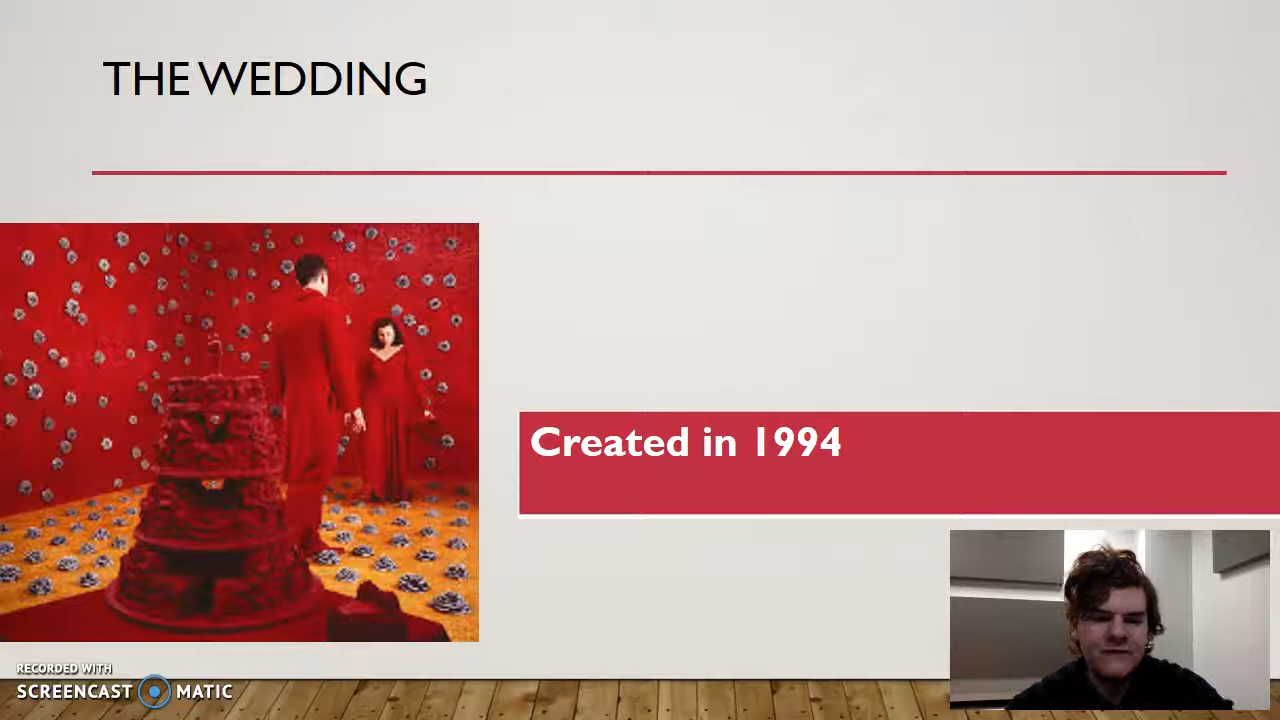 THE WEDDING
Created in 1994
RECORDED WITH
SCREENCAST MATIC